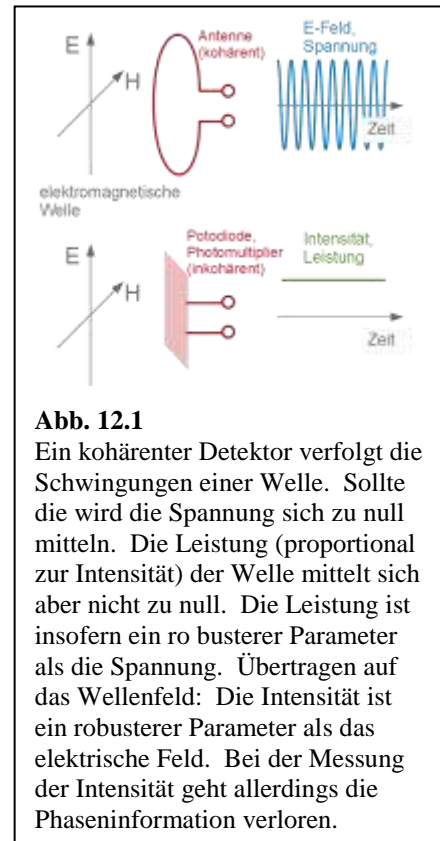 E
H
Antenne
(kohärent)
E-Feld,
Spannung
Zeit
elektromagnetische
Welle
E
H
Potodiode,
Photomultiplier
(inkohärent)
Intensität,
Leistung
Zeit
Abb. 12.1
Ein kohärenter Detektor verfolgt die
Schwingungen einer Welle. Sollte
die wird die Spannung sich zu null
mitteln. Die Leistung (proportional
zur Intensität) der Welle mittelt sich
aber nicht zu null. Die Leistung ist
insofern ein ro busterer Parameter
als die Spannung. Übertragen auf
das Wellenfeld: Die Intensität ist
ein robusterer Parameter als das
elektrische Feld. Bei der Messung
der Intensität geht allerdings die
Phaseninformation verloren.